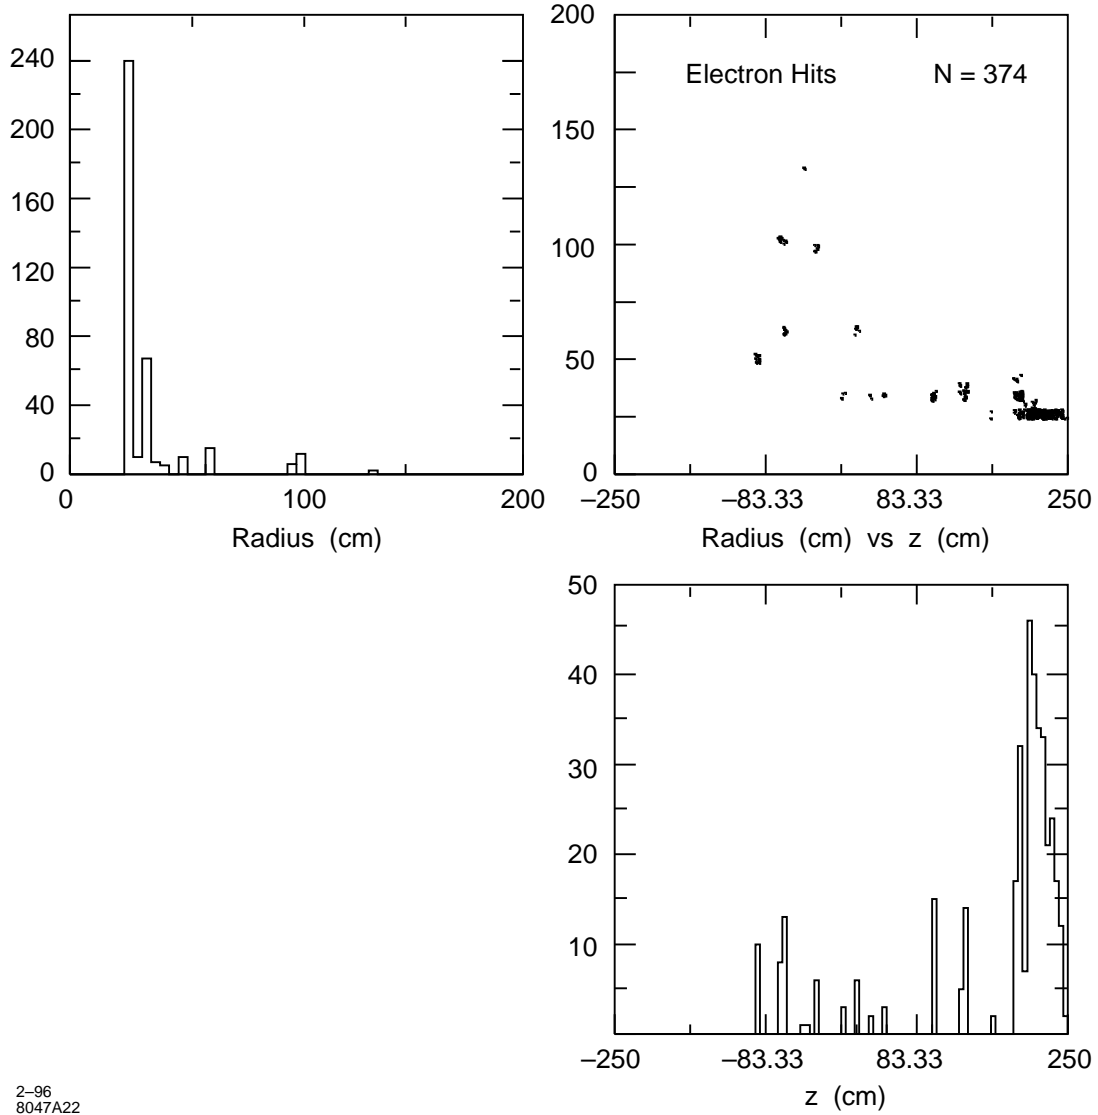 240
200
160
120
80
40
0
0 100 200
Radius (cm)
200
150
100
50
0
Electron Hits N = 374
–250 –83.33 83.33 250
Radius (cm) vs z (cm)
50
40
30
20
10
–250 –83.33 83.33 250
z (cm)
2–96
8047A22